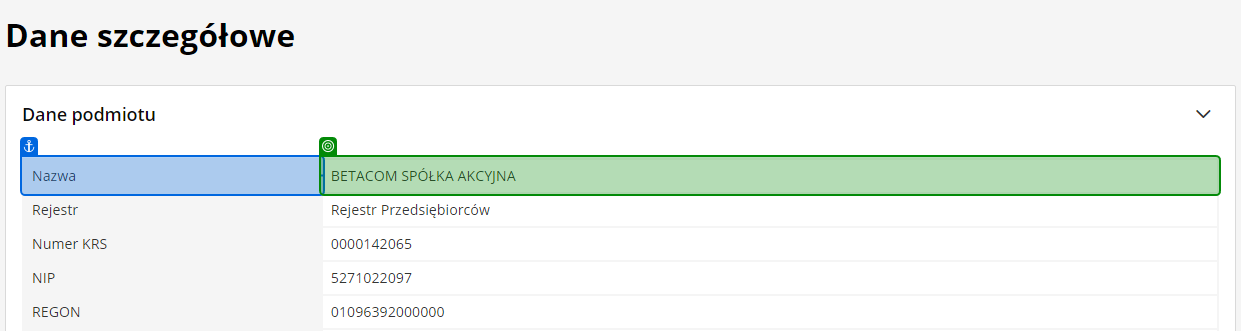 Dane szczegółowe
Dane podmiotu
Nazwa BETACOM SPÓŁKA AKCYJNA
Rejestr Rejestr Przedsiębiorców
Numer KRS 0000142065
NIP 5271022097
REGON 01096392000000